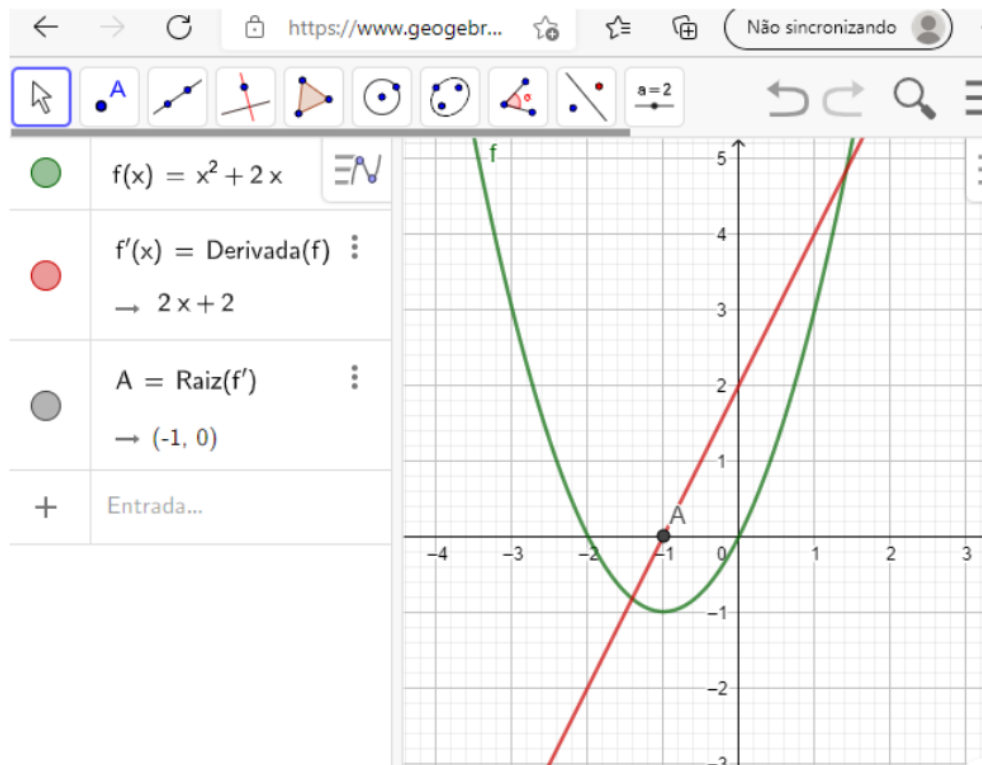 https://www.geogebr...
Não sincronizando
A
α
a = 2
f(x) = x² + 2 x
f′(x) = Derivada(f)
→ 2 x + 2
A = Raiz(f′)
→ (-1, 0)
+ Entrada...
f
5
4
3
2
1
A
−4 −3 −2 −1 0 1 2 3
−1
−2
−3